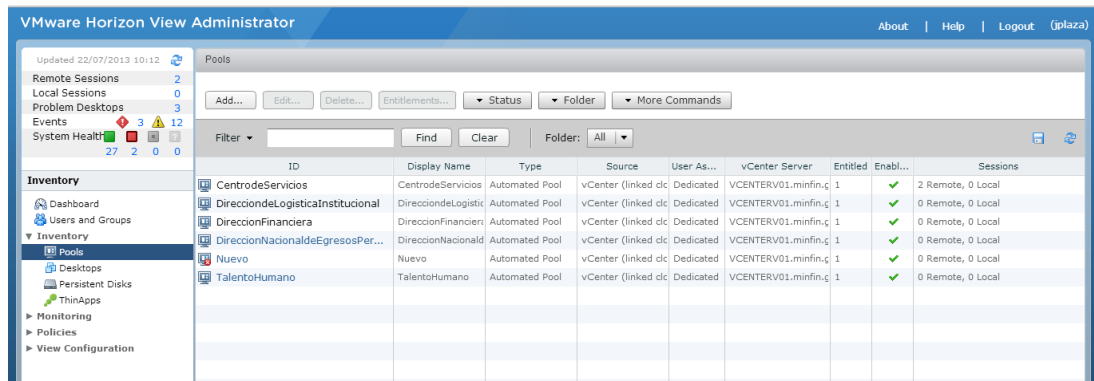 VMware Horizon View Administrator
About | Help | Logout (jplaza)
Updated 22/07/2013 10:12
Remote Sessions 2
Local Sessions 0
Problem Desktops 3
Events 3 12
System Health
27 2 0 0
Inventory
Dashboard
Users and Groups
Inventory
Pools
Desktops
Persistent Disks
ThinApps
Monitoring
Policies
View Configuration
Pools
Add... Edit... Delete... Entitlements... Status Folder More Commands
Filter Find Clear Folder: All
ID Display Name Type Source User As... vCenter Server Entitled Enabl... Sessions
CentrodeServicios CentrodeServicios Automated Pool vCenter (linked clo Dedicated VCENTERV01.minfin.g 1 2 Remote, 0 Local
DirecciondeLogisticaInstitucional DirecciondeLogistic Automated Pool vCenter (linked clo Dedicated VCENTERV01.minfin.g 1 0 Remote, 0 Local
DireccionFinanciera DireccionFinanciera Automated Pool vCenter (linked clo Dedicated VCENTERV01.minfin.g 1 0 Remote, 0 Local
DireccionNacionaldeEgresosPer... DireccionNacionald Automated Pool vCenter (linked clo Dedicated VCENTERV01.minfin.g 1 0 Remote, 0 Local
Nuevo Nuevo Automated Pool vCenter (linked clo Dedicated VCENTERV01.minfin.g 1 0 Remote, 0 Local
TalentoHumano TalentoHumano Automated Pool vCenter (linked clo Dedicated VCENTERV01.minfin.g 1 0 Remote, 0 Local